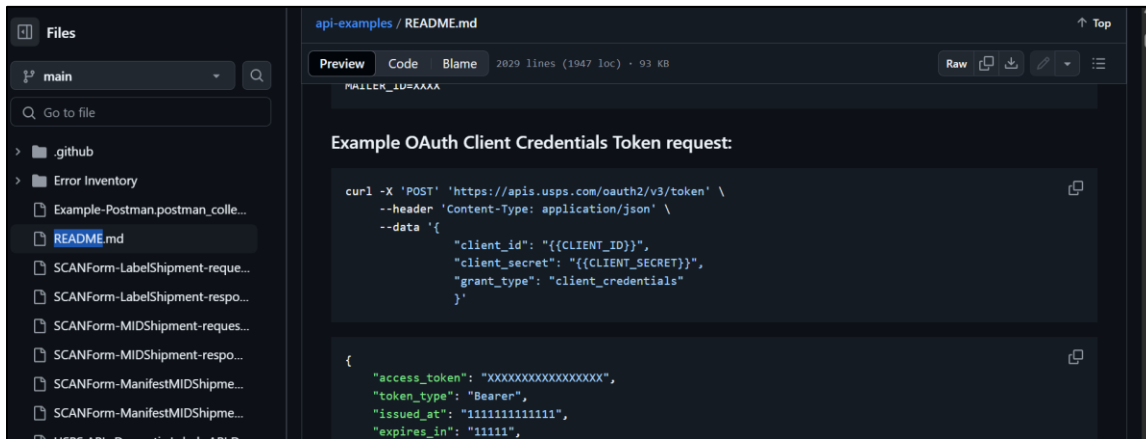 Files
main
Go to file
.github
Error Inventory
Example-Postman.postman_colle...
README.md
SCANForm-LabelShipment-reque...
SCANForm-LabelShipment-respo...
SCANForm-MIDShipment-reques...
SCANForm-MIDShipment-respo...
SCANForm-ManifestMIDShipme...
SCANForm-ManifestMIDShipme...
api-examples / README.md
Top
Preview Code Blame 2029 lines (1947 loc) · 93 KB Raw
MAILER_ID=XXXX
Example OAuth Client Credentials Token request:
curl -X 'POST' 'https://apis.usps.com/oauth2/v3/token' \
--header 'Content-Type: application/json' \
--data '{
"client_id": "{{CLIENT_ID}}",
"client_secret": "{{CLIENT_SECRET}}",
"grant_type": "client_credentials"
}'
{
"access_token": "XXXXXXXXXXXXXXXXX",
"token_type": "Bearer",
"issued_at": "1111111111111",
"expires_in": "11111",